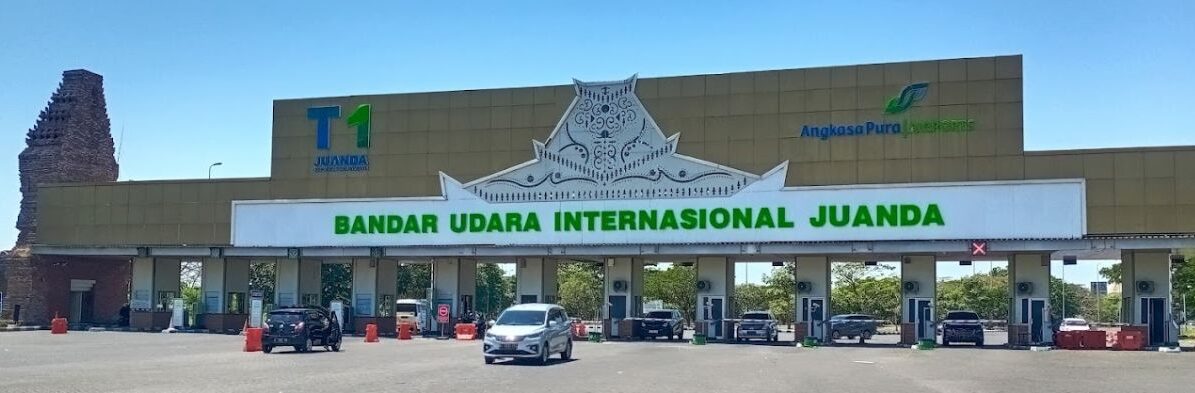 T1
JUANDA
Angkasa Pura
BANDAR UDARA INTERNASIONAL JUANDA